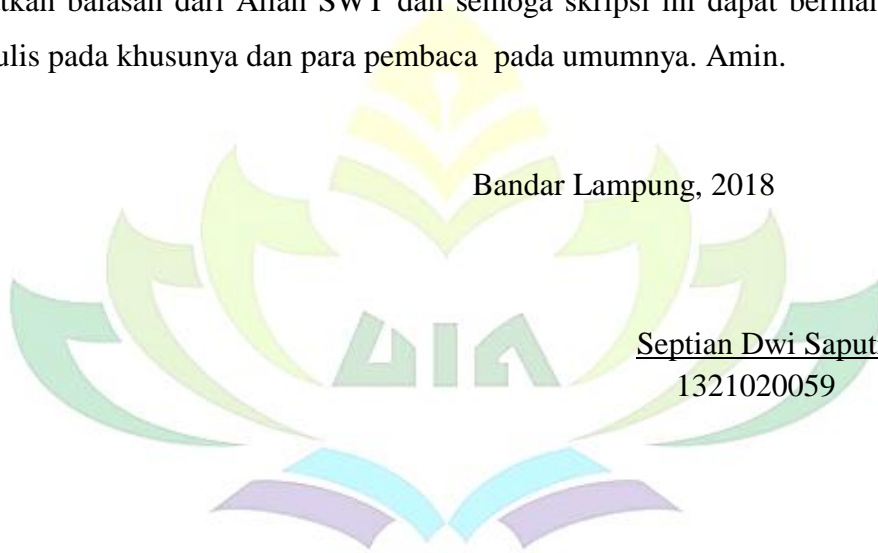 balasan dari Allah SWT dan semoga skripsi ini dapat
pada khusunya dan para pembaca pada umumnya. Amin.
Bandar Lampung, 2018
Septian Dwi
1321020059
UIN